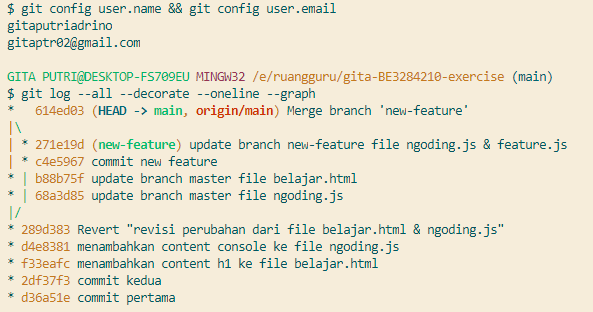 $ git config user.name && git config user.email
gitaputriadrino
gitaptr02@gmail.com
GITA PUTRI@DESKTOP-FS709EU MINGW32 /e/ruangguru/gita-BE3284210-exercise (main)
$ git log --all --decorate --oneline --graph
*   614ed03 (HEAD -> main, origin/main) Merge branch 'new-feature'
|\
| * 271e19d (new-feature) update branch new-feature file ngoding.js & feature.js
| * c4e5967 commit new feature
* | b88b75f update branch master file belajar.html
* | 68a3d85 update branch master file ngoding.js
|/
* 289d383 Revert "revisi perubahan dari file belajar.html & ngoding.js"
* d4e8381 menambahkan content console ke file ngoding.js
* f33eafc menambahkan content h1 ke file belajar.html
* 2df37f3 commit kedua
* d36a51e commit pertama